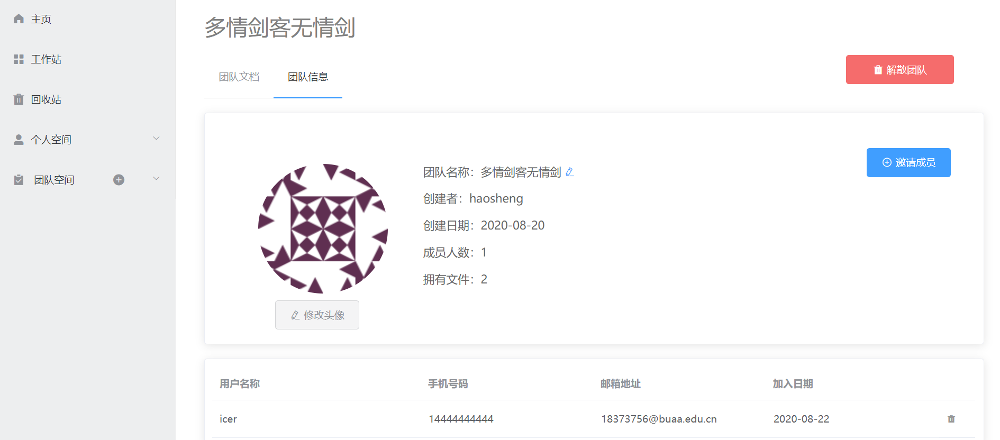 主页
工作站
回收站
个人空间
团队空间
多情剑客无情剑
团队文档
团队信息
解散团队
邀请成员
团队名称：多情剑客无情剑
创建者：haosheng
创建日期：2020-08-20
成员人数：1
拥有文件：2
修改头像
用户名称 手机号码 邮箱地址 加入日期
icer 14444444444 18373756@buaa.edu.cn 2020-08-22